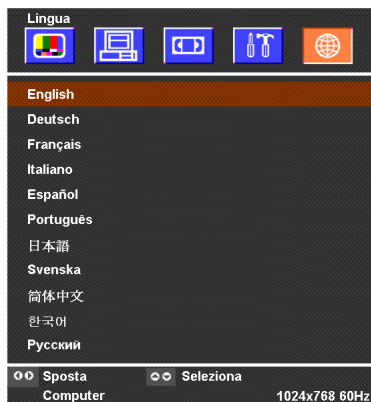 Lingua
English
Deutsch
Français
Italiano
Español
Português
日本語
Svenska
简体中文
한국어
Русский
Sposta Seleziona
Computer 1024x768 60Hz